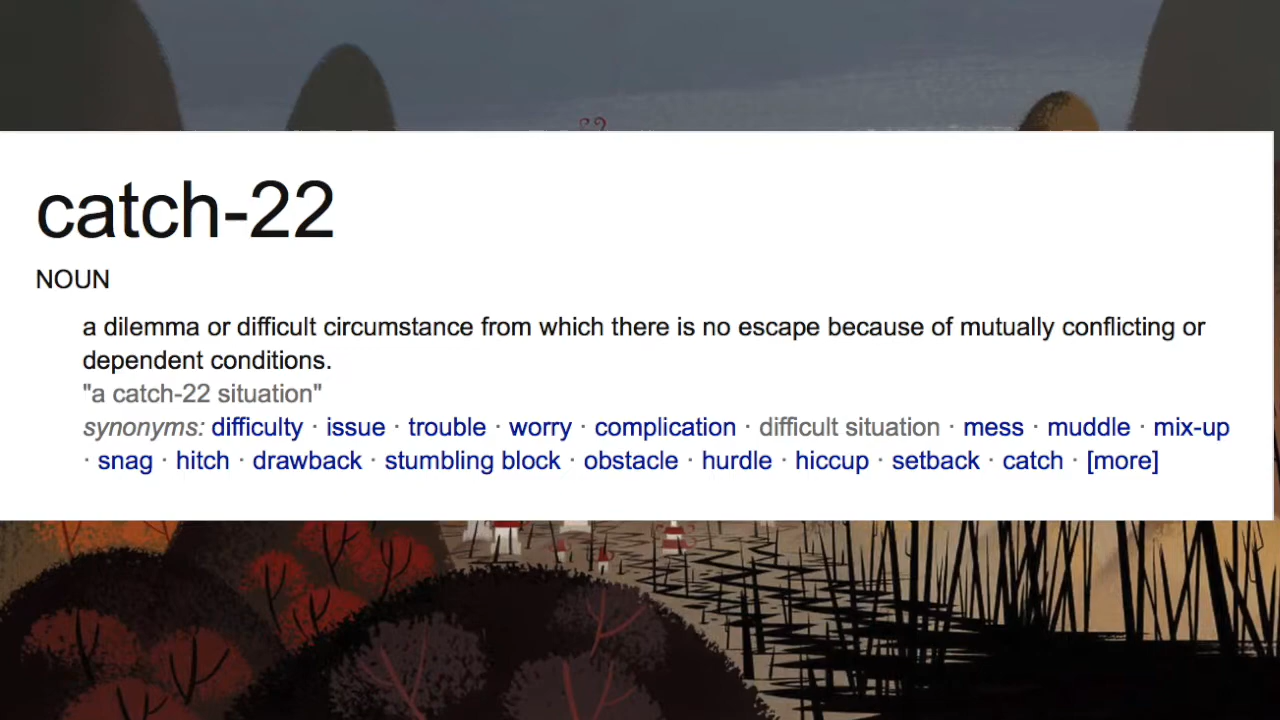 catch-22
NOUN
a dilemma or difficult circumstance from which there is no escape because of mutually conflicting or
dependent conditions.
"a catch-22 situation"
synonyms: difficulty · issue · trouble · worry · complication · difficult situation · mess · muddle · mix-up
· snag · hitch · drawback · stumbling block · obstacle · hurdle · hiccup · setback · catch · [more]